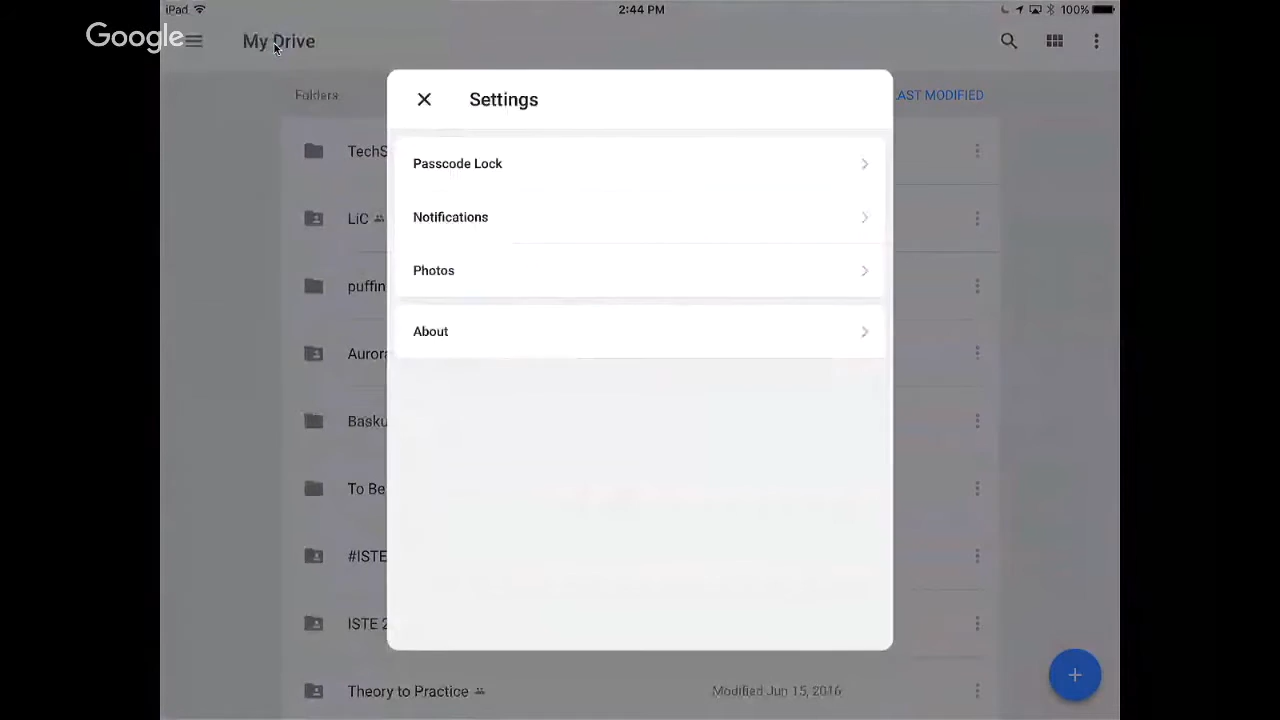 iPad 2:44 PM 100%
Google
My Drive
Folders
AST MODIFIED
Settings
TechS
Passcode Lock
LiC
Notifications
puffin
Photos
About
Aurora
Basku
To Be
#ISTE
ISTE 2
Theory to Practice Modified Jun 15, 2016